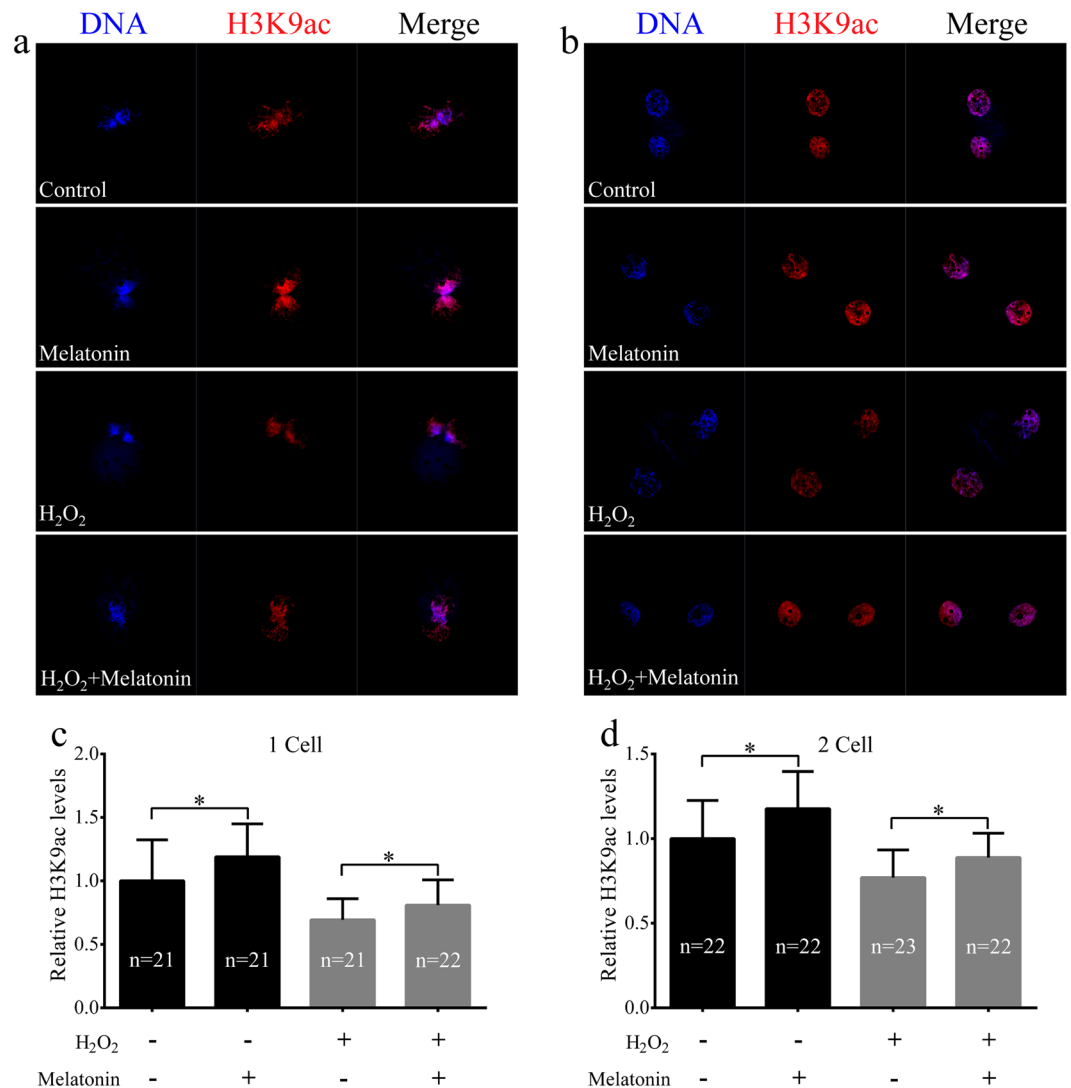 a
DNA H3K9ac Merge
Control
Melatonin
H₂O₂
H₂O₂+Melatonin
b
DNA H3K9ac Merge
Control
Melatonin
H₂O₂
H₂O₂+Melatonin
c
1 Cell
Relative H3K9ac levels
2.0
1.5
1.0
0.5
0.0
* *
n=21 n=21 n=21 n=22
H₂O₂ - - + +
Melatonin - + - +
d
2 Cell
Relative H3K9ac levels
1.5
1.0
0.5
0.0
* *
n=22 n=22 n=23 n=22
H₂O₂ - - + +
Melatonin - + - +